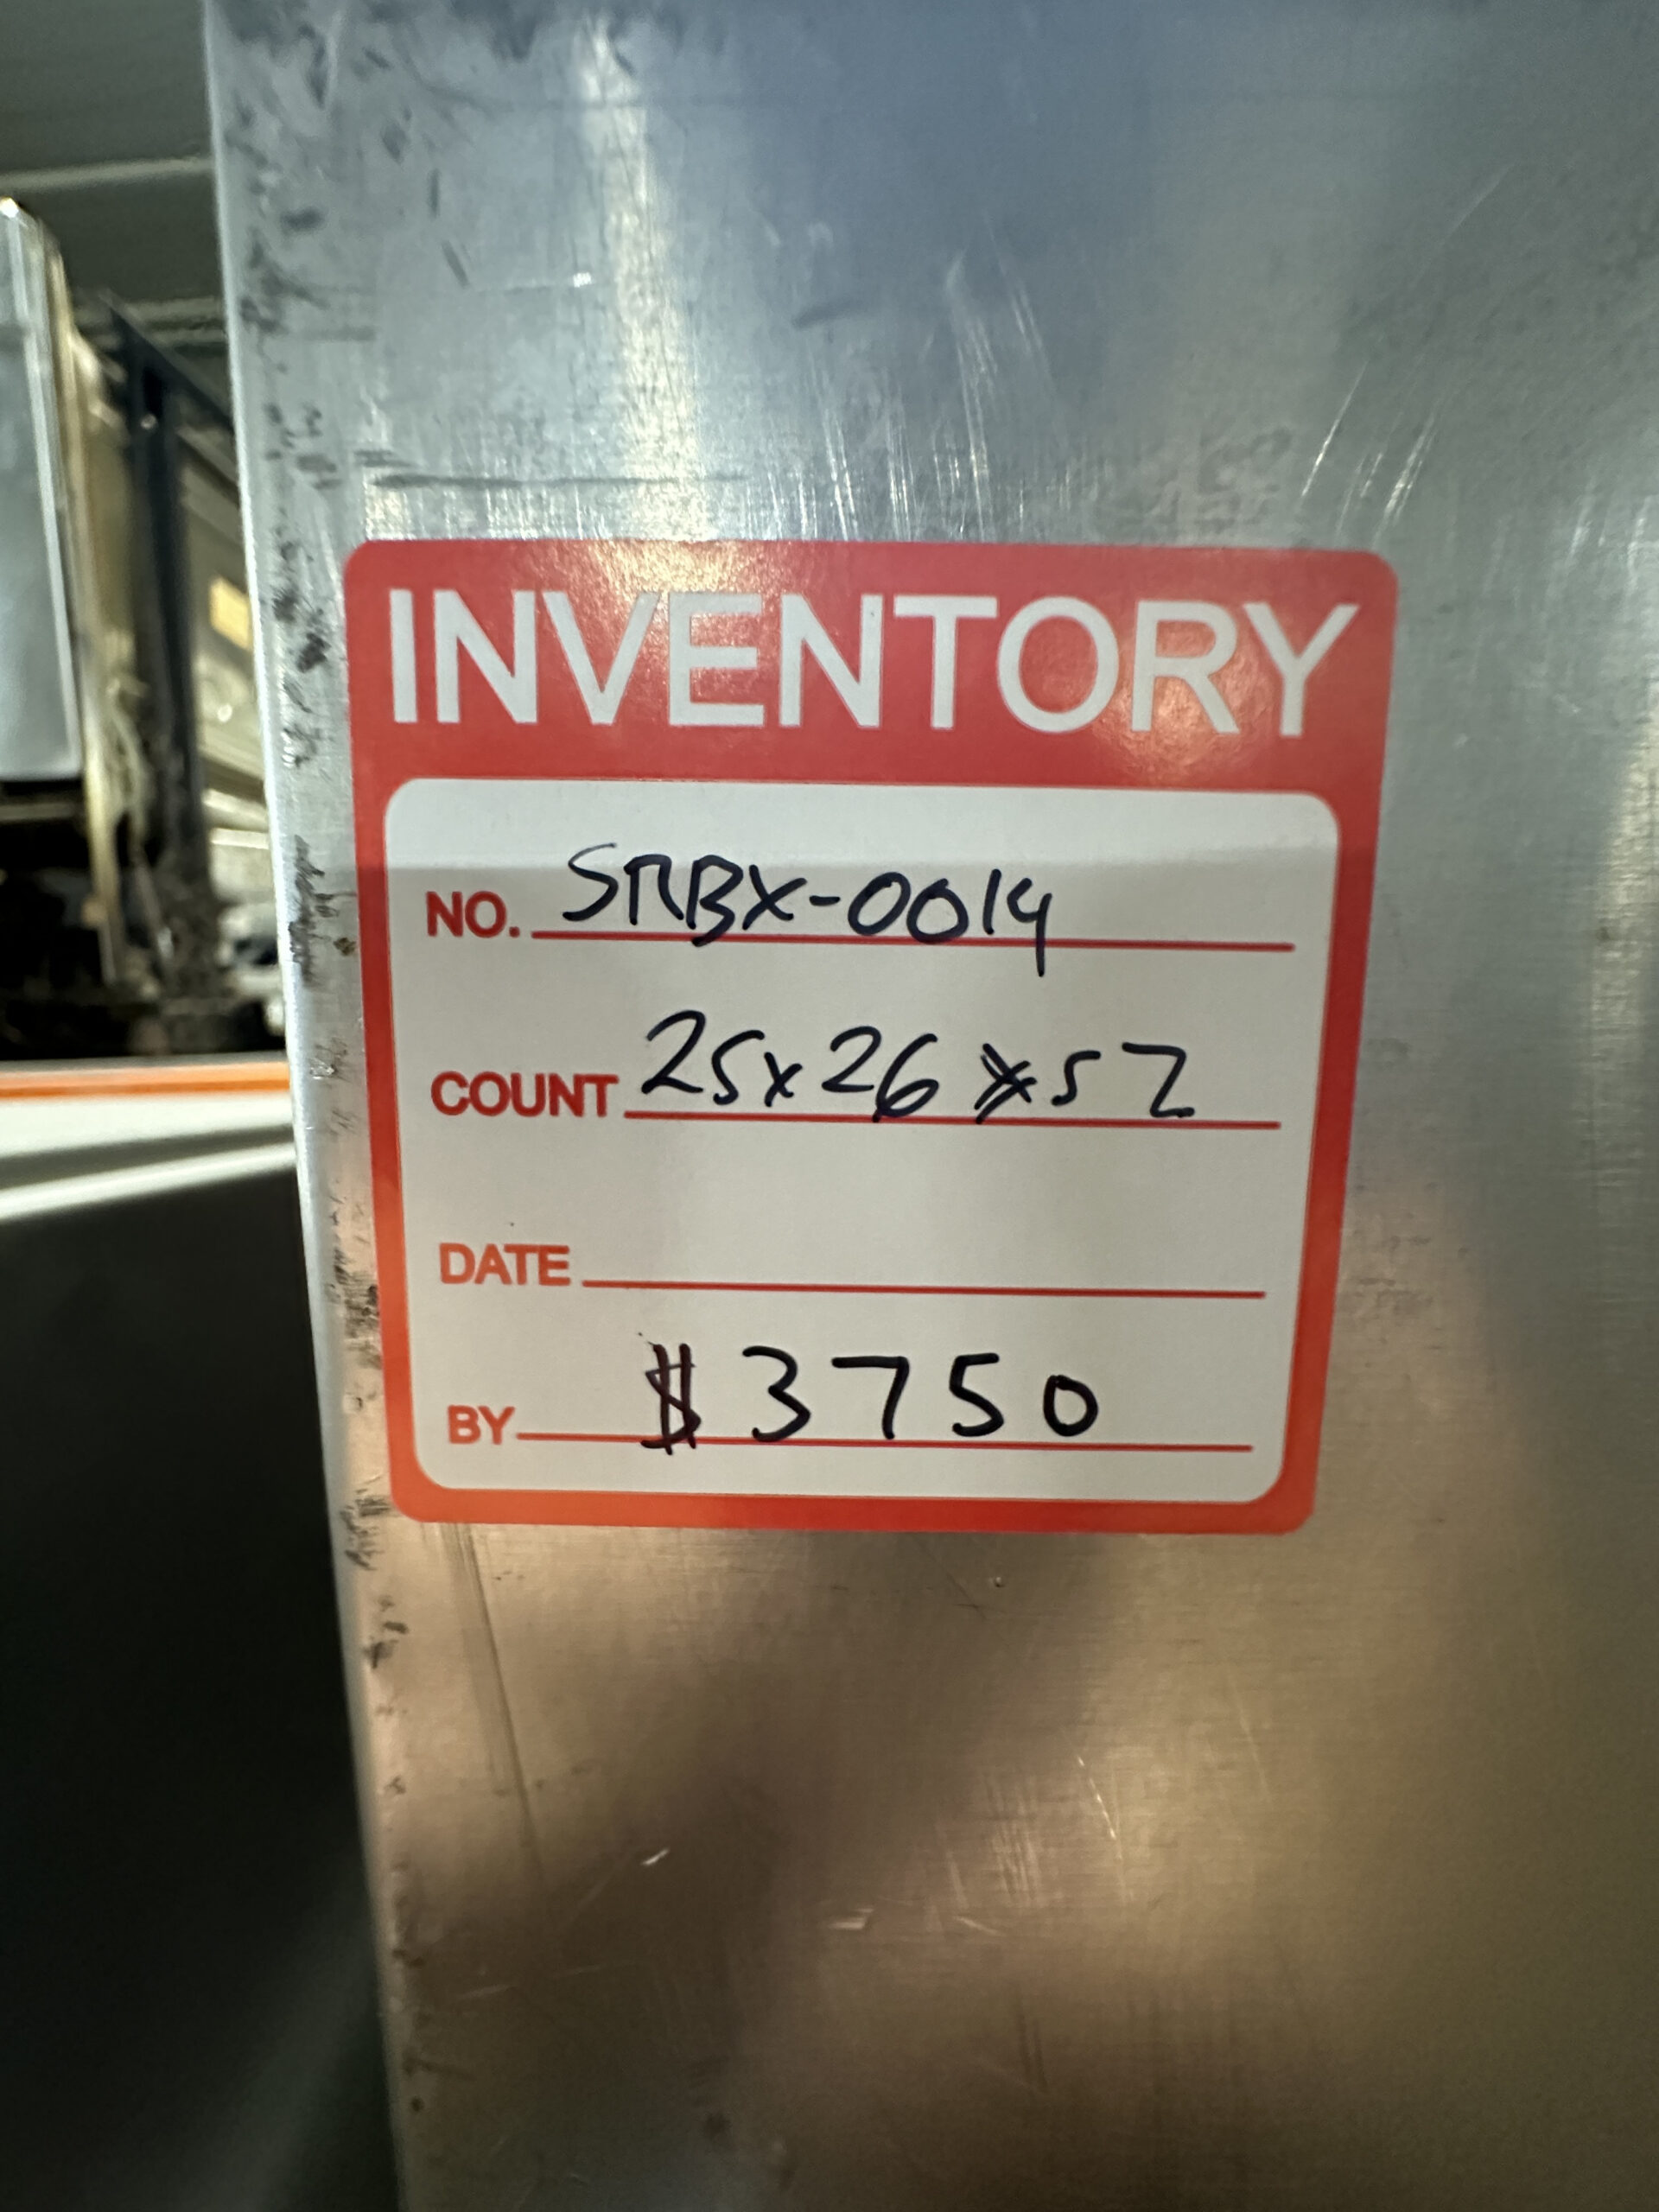 INVENTORY
NO. SRBX-0014
COUNT 25x26x52
DATE
BY $3750